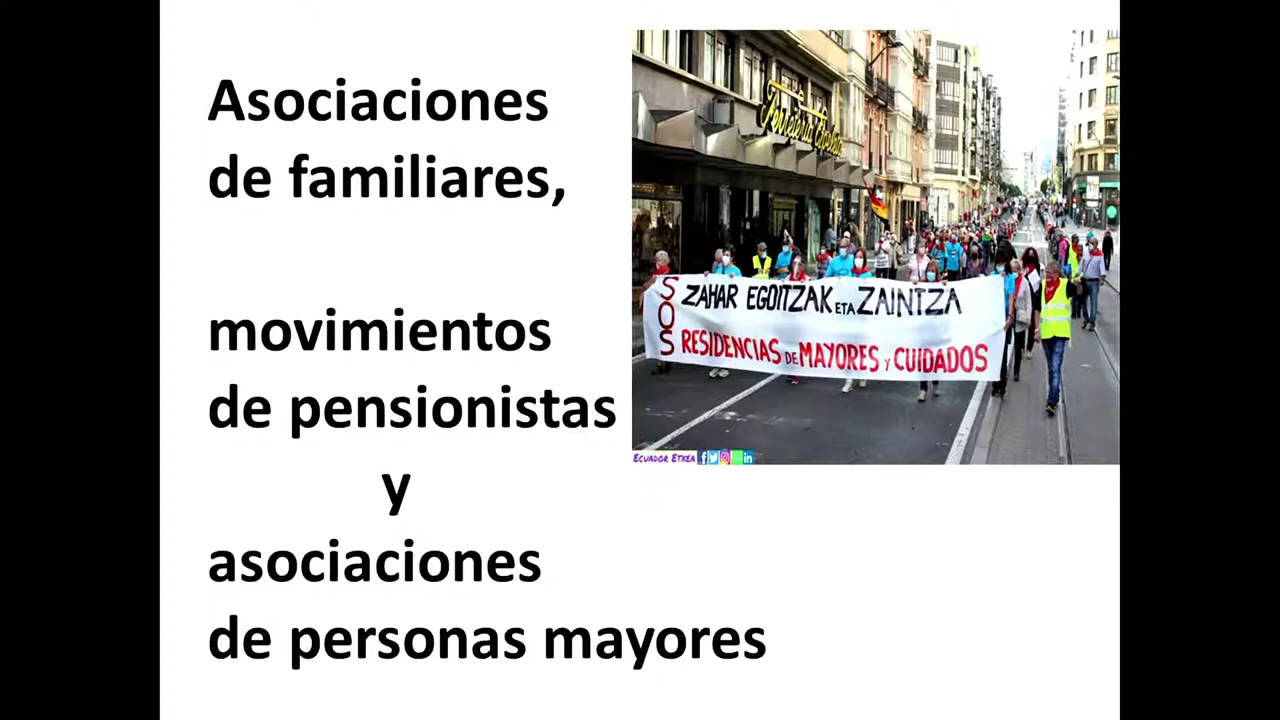 Asociaciones
de familiares,
movimientos
de pensionistas
y
asociaciones
de personas mayores
Ferretería
SOS
ZAHAR EGOITZAK ETA ZAINTZA
RESIDENCIAS DE MAYORES Y CUIDADOS
ECUADOR ETXEA